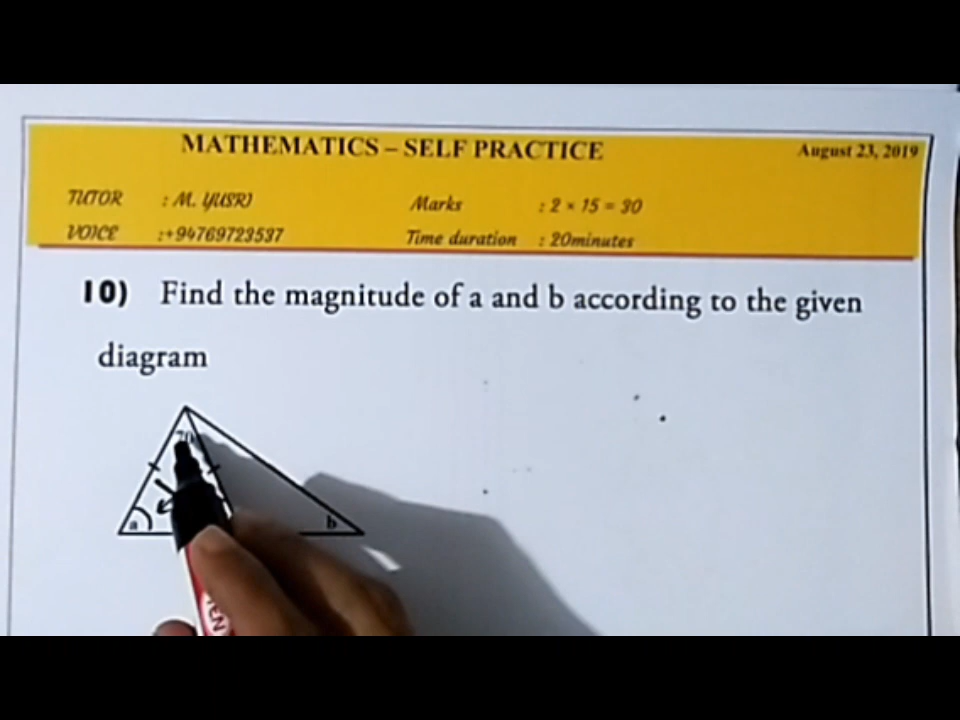 MATHEMATICS – SELF PRACTICE August 23, 2019
TUTOR : M. YUSRI Marks : 2 × 15 = 30
VOICE :+94769723537 Time duration : 20minutes
10) Find the magnitude of a and b according to the given
diagram
70
a b